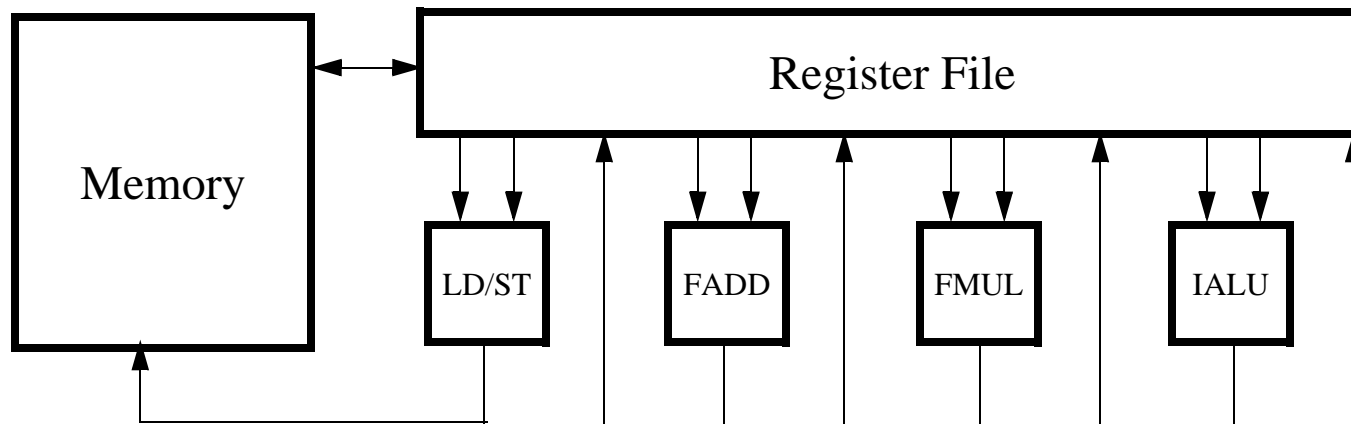 Register File
Memory
LD/ST
FADD
FMUL
IALU